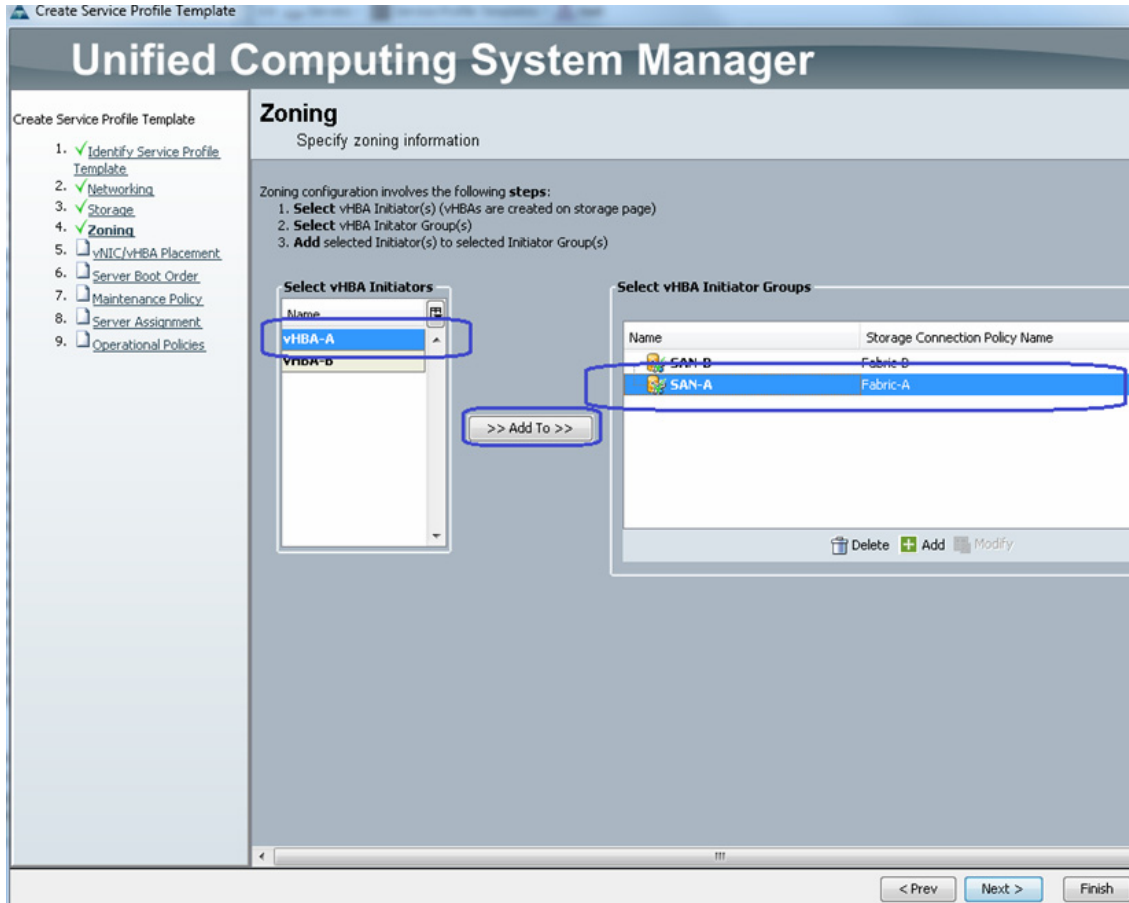 Create Service Profile Template
Unified Computing System Manager
Create Service Profile Template
1. Identify Service Profile
Template
2. Networking
3. Storage
4. Zoning
5. vNIC/vHBA Placement
6. Server Boot Order
7. Maintenance Policy
8. Server Assignment
9. Operational Policies
Zoning
Specify zoning information
Zoning configuration involves the following steps:
1. Select vHBA Initiator(s) (vHBAs are created on storage page)
2. Select vHBA Initator Group(s)
3. Add selected Initiator(s) to selected Initiator Group(s)
Select vHBA Initiators
Name
vHBA-A
vHBA-B
>> Add To >>
Select vHBA Initiator Groups
Name Storage Connection Policy Name
SAN-B Fabric-B
SAN-A Fabric-A
Delete Add Modify
< Prev Next > Finish